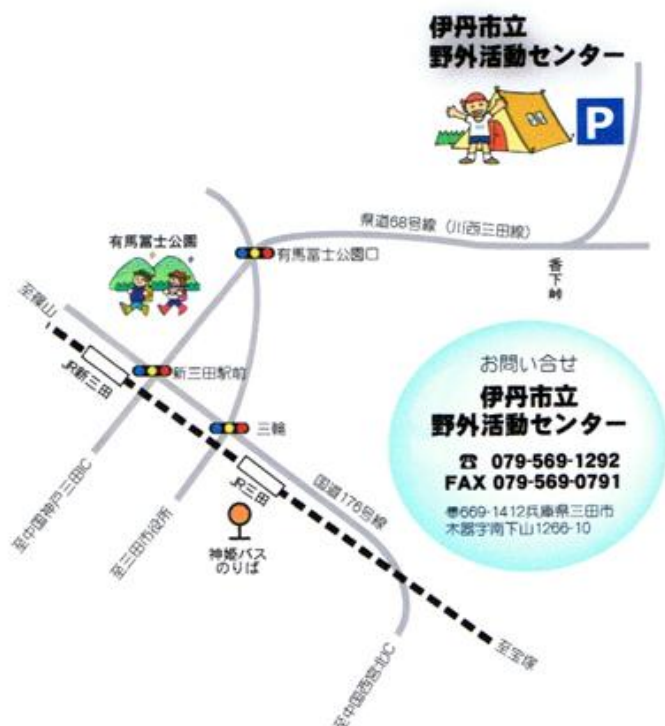 伊丹市立
野外活動センター
P
県道68号線（川西三田線）
香下峠
有馬冨士公園
有馬冨士公園口
至篠山
JR新三田
新三田駅前
三輪
JR三田
国道176号線
至中国神戸三田IC
至三田市役所
神姫バス
のりば
至中国西宮北IC
至宝塚
お問い合せ
伊丹市立
野外活動センター
☎ 079-569-1292
FAX 079-569-0791
〠669-1412兵庫県三田市
木器字南下山1266-10